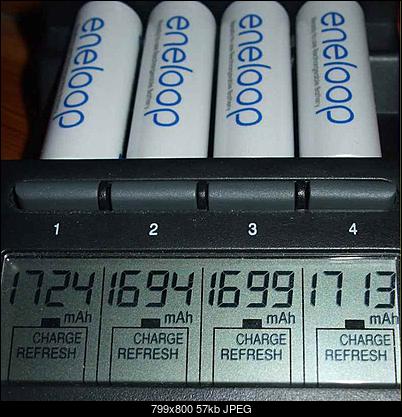 eneloop eneloop eneloop eneloop
1 2 3 4
1724 1694 1699 1713
mAh mAh mAh mAh
CHARGE CHARGE CHARGE CHARGE
REFRESH REFRESH REFRESH REFRESH
799x800 57kb JPEG